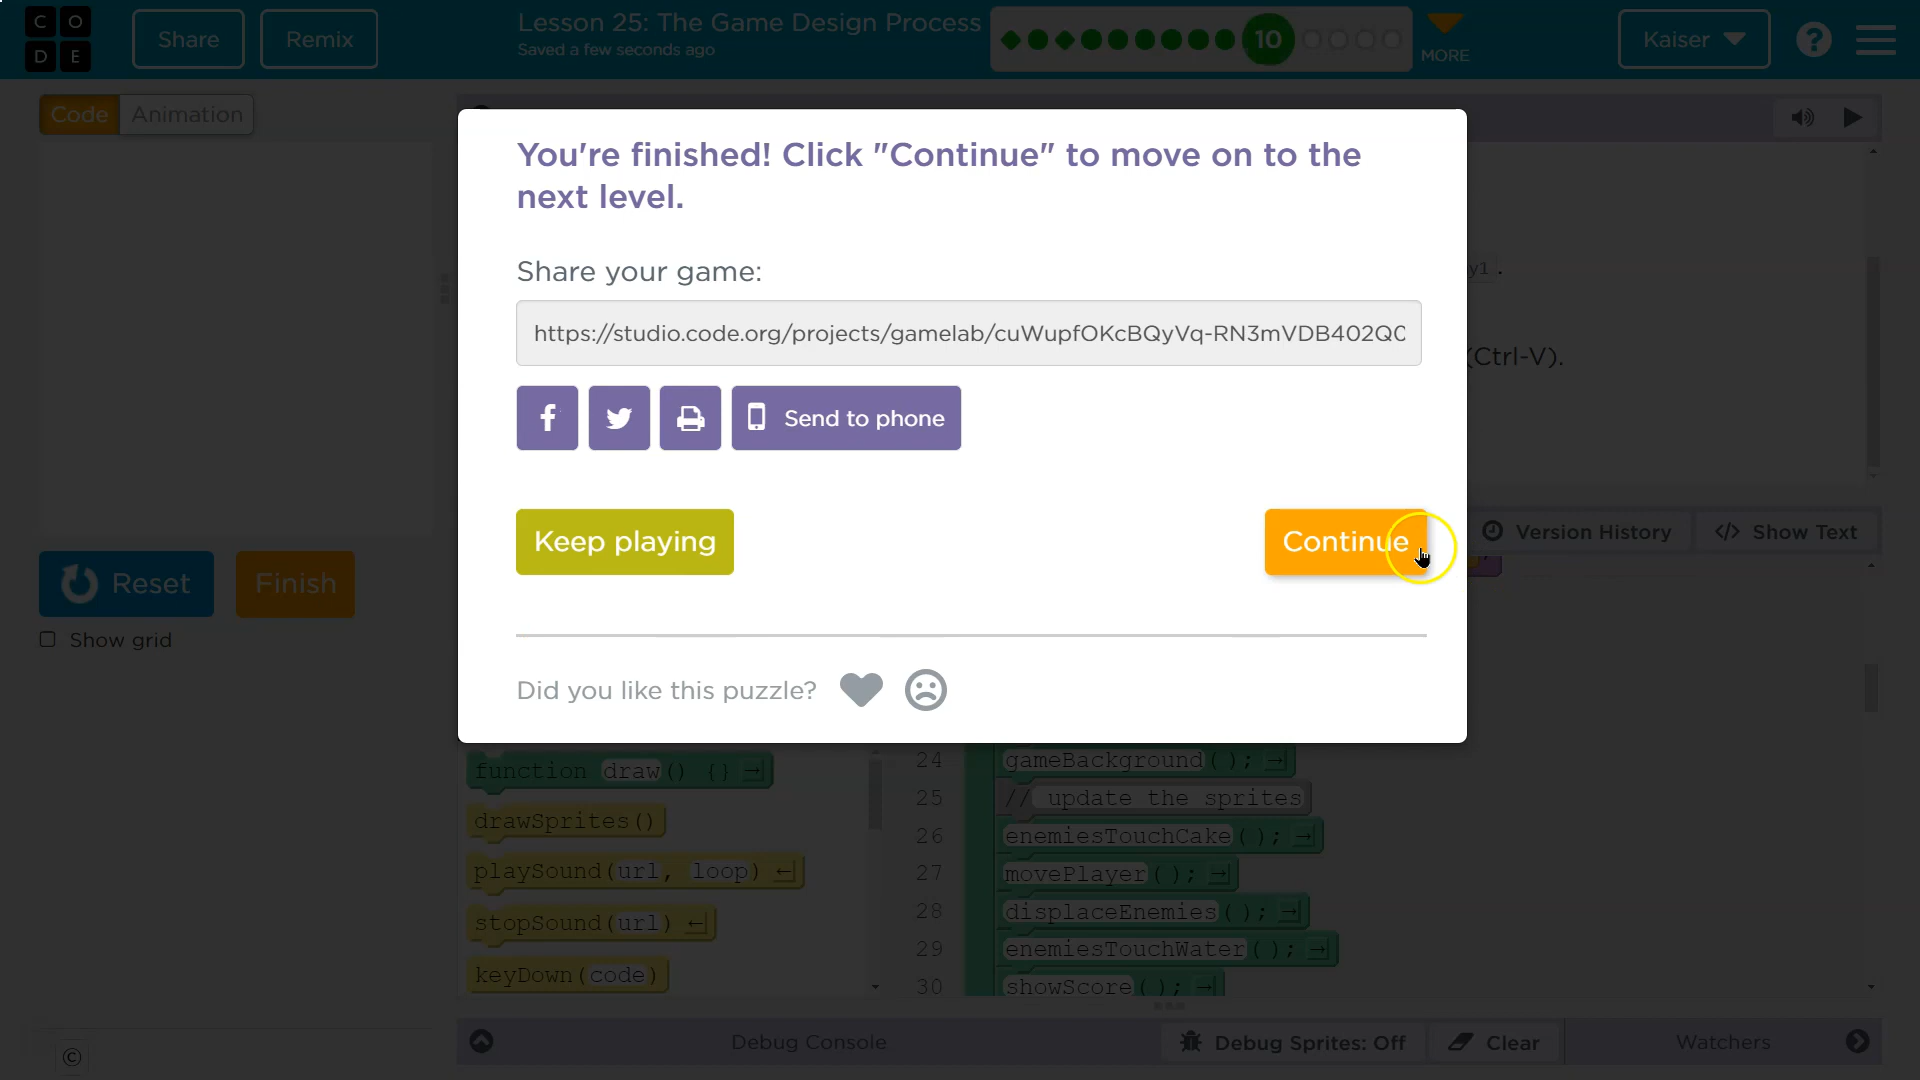 C O D E
Share
Remix
Lesson 25: The Game Design Process
Saved a few seconds ago
10
MORE
Kaiser
?
Code
Animation
You're finished! Click "Continue" to move on to the
next level.
Share your game:
https://studio.code.org/projects/gamelab/cuWupfOKcBQyVq-RN3mVDB402QC
f
Send to phone
Keep playing
Continue
Did you like this puzzle?
y1 .
(Ctrl-V).
Version History
</> Show Text
Reset
Finish
Show grid
function draw() {} →
drawSprites()
playSound(url, loop) ←
stopSound(url) ←
keyDown(code)
24 gameBackground(); →
25 // update the sprites
26 enemiesTouchCake(); →
27 movePlayer(); →
28 displaceEnemies(); →
29 enemiesTouchWater(); →
30 showScore(); →
©
Debug Console
Debug Sprites: Off
Clear
Watchers